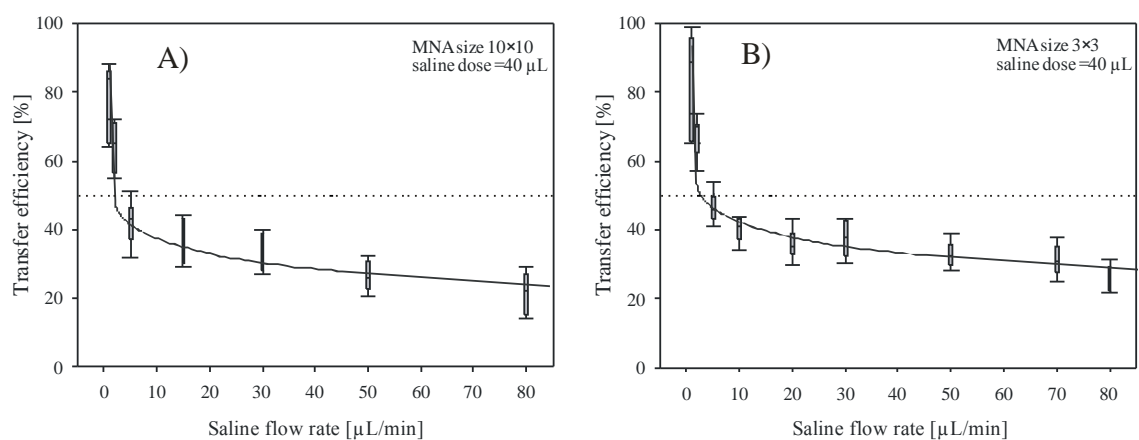 A)
MNA size 10×10
saline dose=40 µL
Transfer efficiency [%]
100
80
60
40
20
0
0 10 20 30 40 50 60 70 80
Saline flow rate [µL/min]
B)
MNA size 3×3
saline dose=40 µL
Transfer efficiency [%]
100
80
60
40
20
0
0 10 20 30 40 50 60 70 80
Saline flow rate [µL/min]